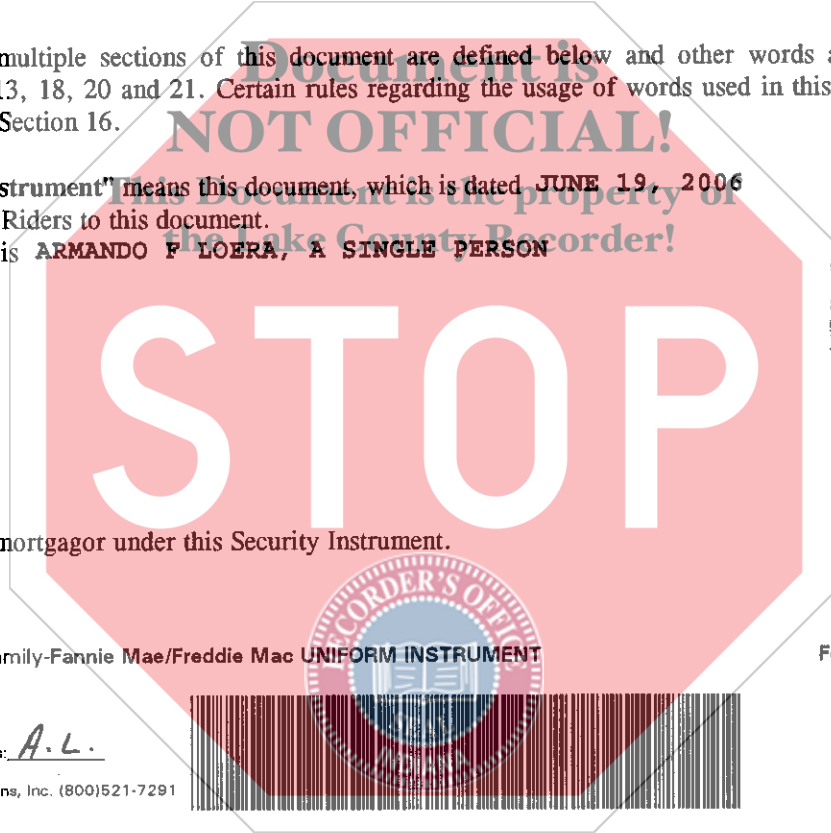 multiple sections of this document are defined below and other words
Document is
13, 18, 20 and 21. Certain rules regarding the usage of words used in this
Section 16.
NOT OFFICIAL!
strument" means this document, which is dated JUNE 19, 2006
This Document is the property of
Riders to this document.
the Lake County Recorder!
is ARMANDO F LOERA, A SINGLE PERSON
STOP
mortgagor under this Security Instrument.
RECORDER'S OFFICE
amily-Fannie Mae/Freddie Mac UNIFORM INSTRUMENT
SEAL
s: A.L.
INDIANA
ns, Inc. (800)521-7291